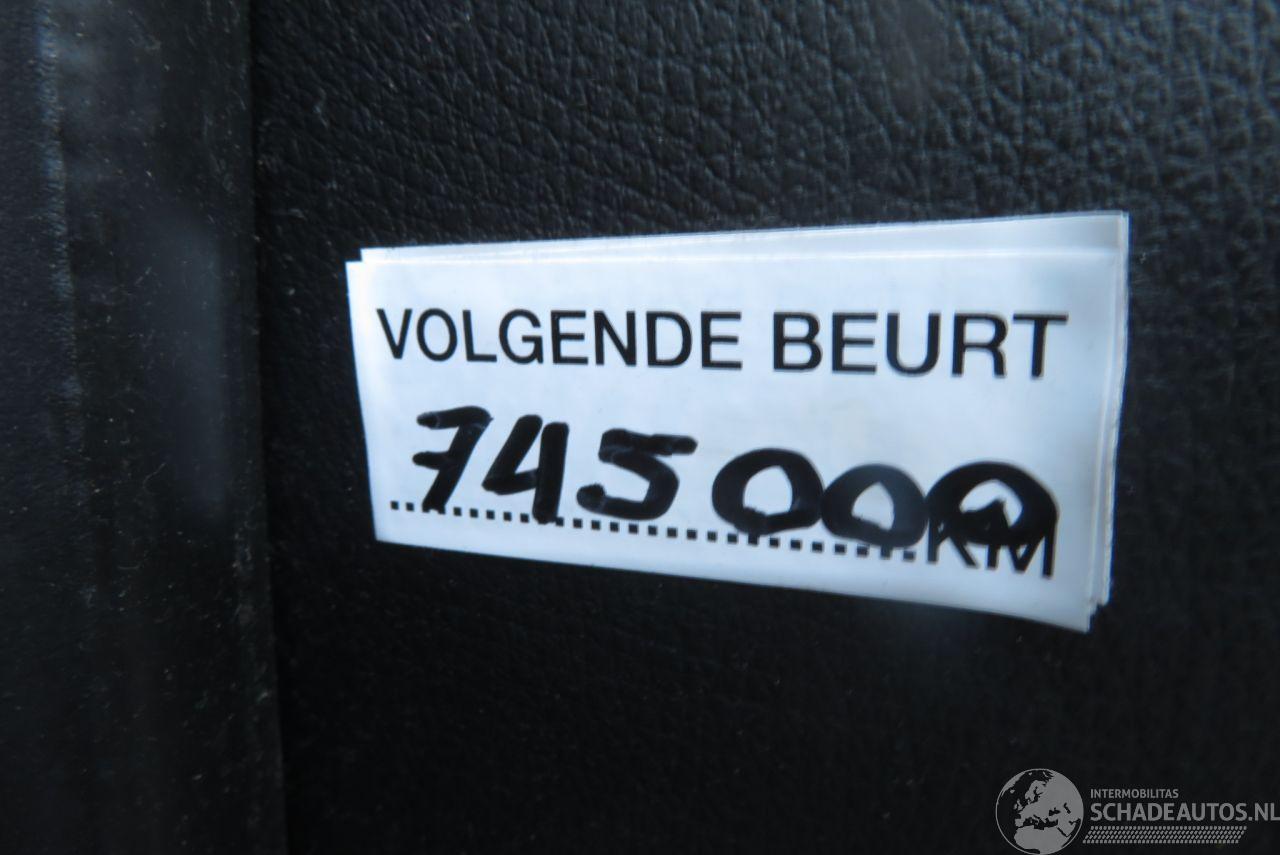 VOLGENDE BEURT
745000
KM
INTERMOBILITAS
SCHADEAUTOS.NL